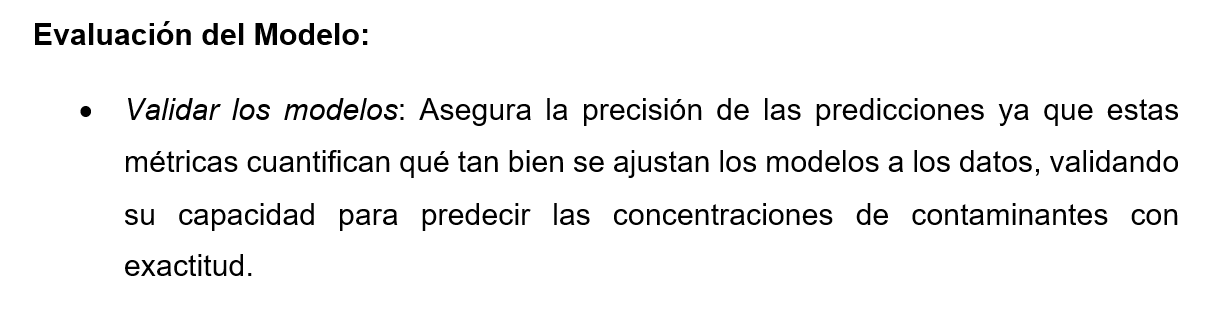 Evaluación del Modelo:
• Validar los modelos: Asegura la precisión de las predicciones ya que estas
métricas cuantifican qué tan bien se ajustan los modelos a los datos, validando
su capacidad para predecir las concentraciones de contaminantes con
exactitud.